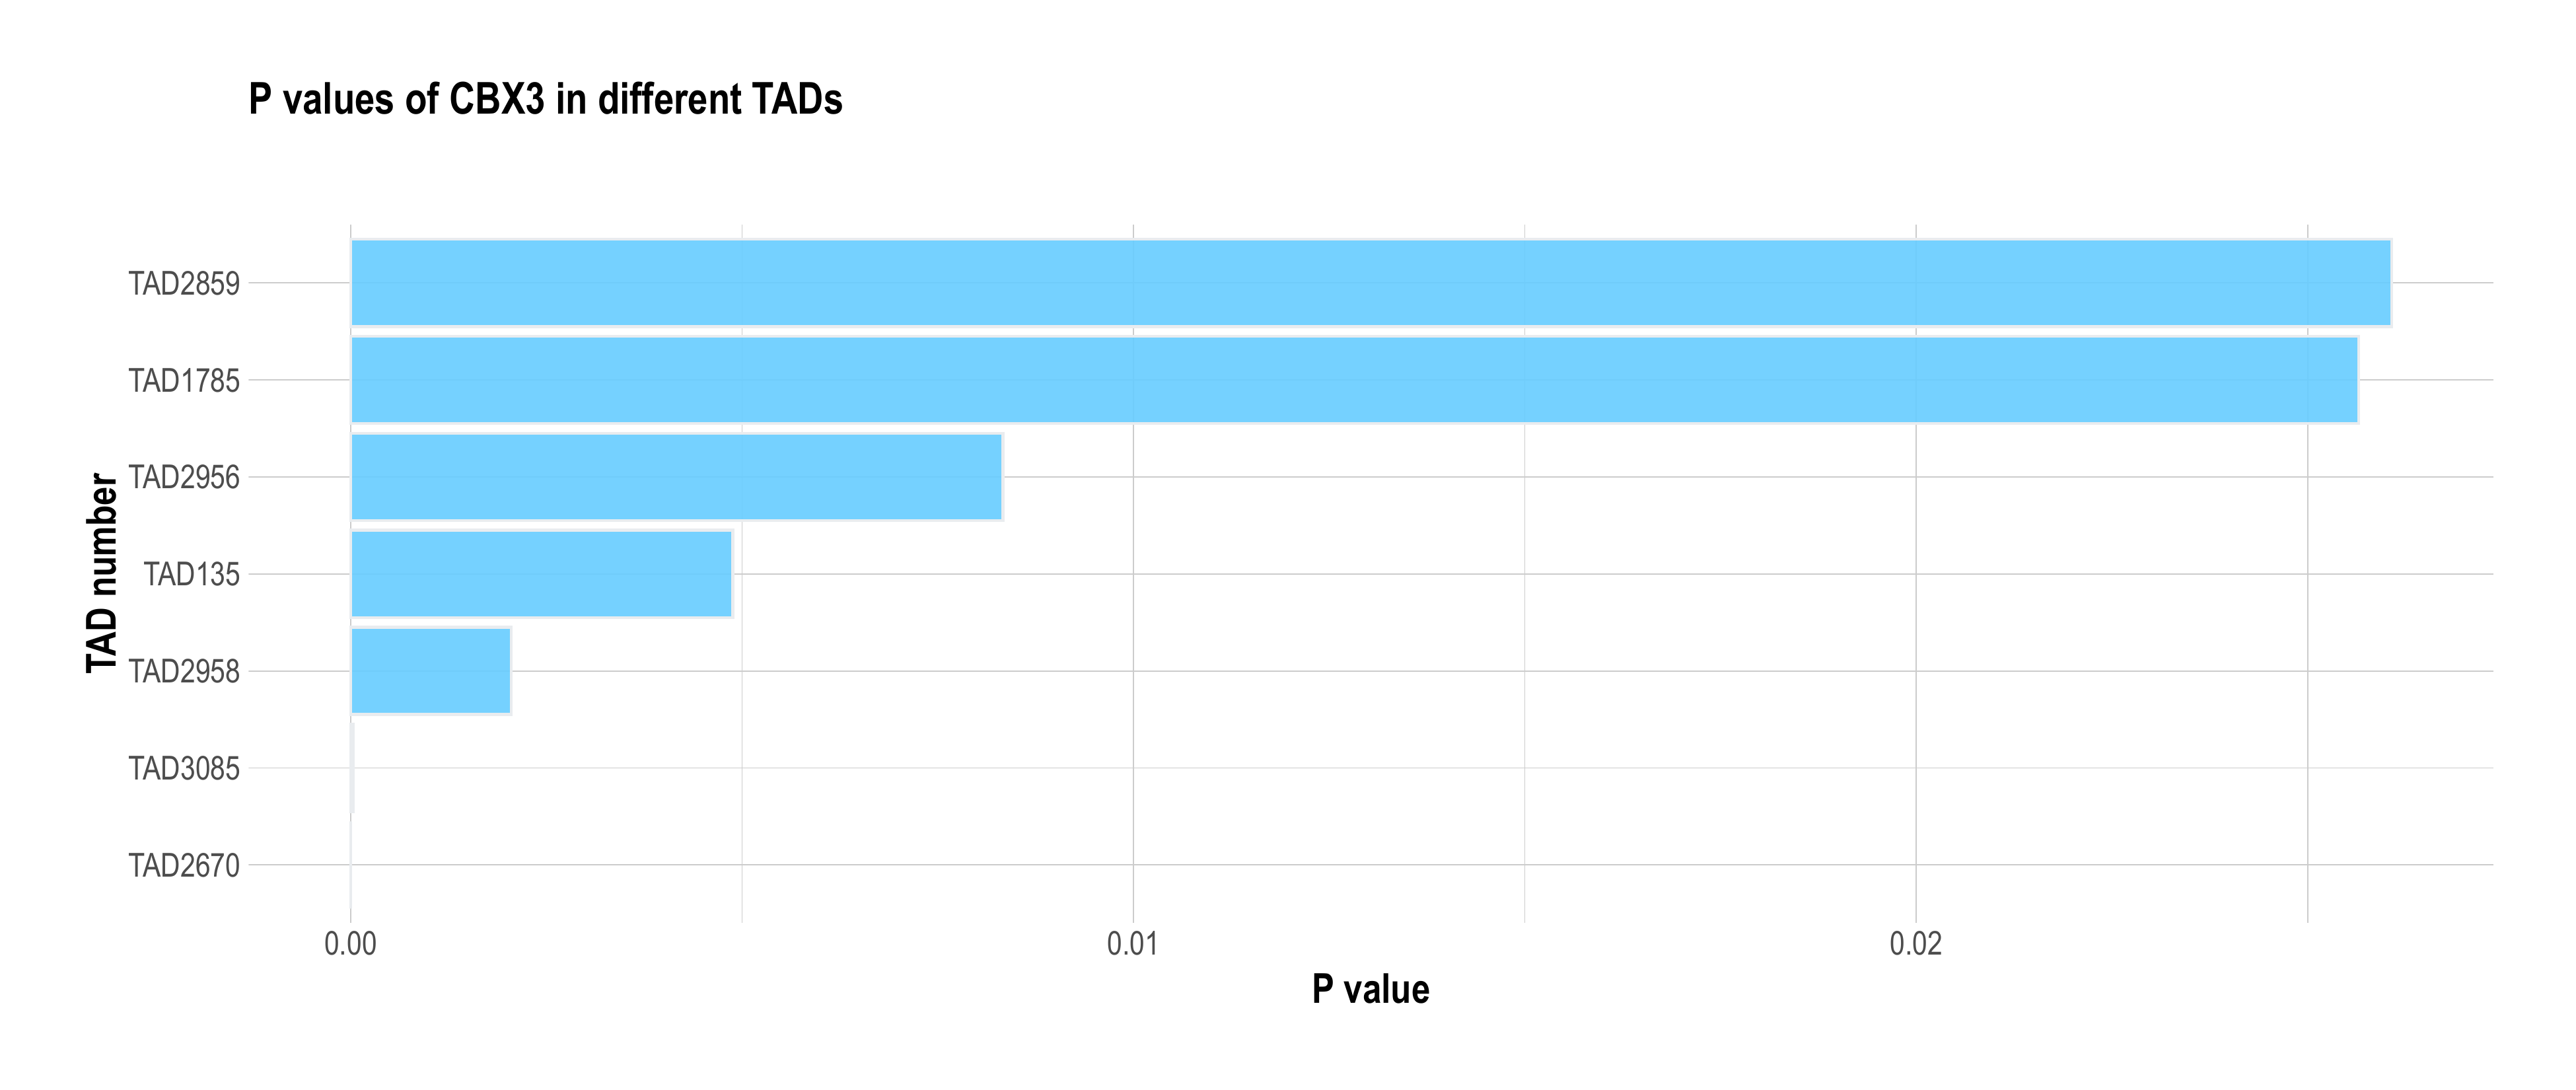 P values of CBX3 in different TADs
TAD number
TAD2859
TAD1785
TAD2956
TAD135
TAD2958
TAD3085
TAD2670
0.00
0.01
0.02
P value